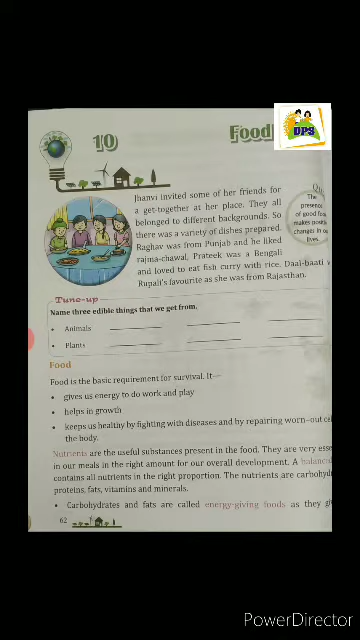 10
Food
DPS
Jhanvi invited some of her friends for
a get-together at her place. They all
belonged to different backgrounds. So
there was a variety of dishes prepared.
Raghav was from Punjab and he liked
rajma-chawal, Prateek was a Bengali
and loved to eat fish curry with rice. Daal-baati
Rupali's favourite as she was from Rajasthan.
The
presence
of good food
makes positi
changes in ou
lives.
Tune-up
Name three edible things that we get from.
• Animals
• Plants
Food
Food is the basic requirement for survival. It—
• gives us energy to do work and play
• helps in growth
• keeps us healthy by fighting with diseases and by repairing worn-out cel
the body.
Nutrients are the useful substances present in the food. They are very esse
in our meals in the right amount for our overall development. A balanced
contains all nutrients in the right proportion. The nutrients are carbohyd
proteins, fats, vitamins and minerals.
• Carbohydrates and fats are called energy-giving foods as they gi
62
PowerDirector